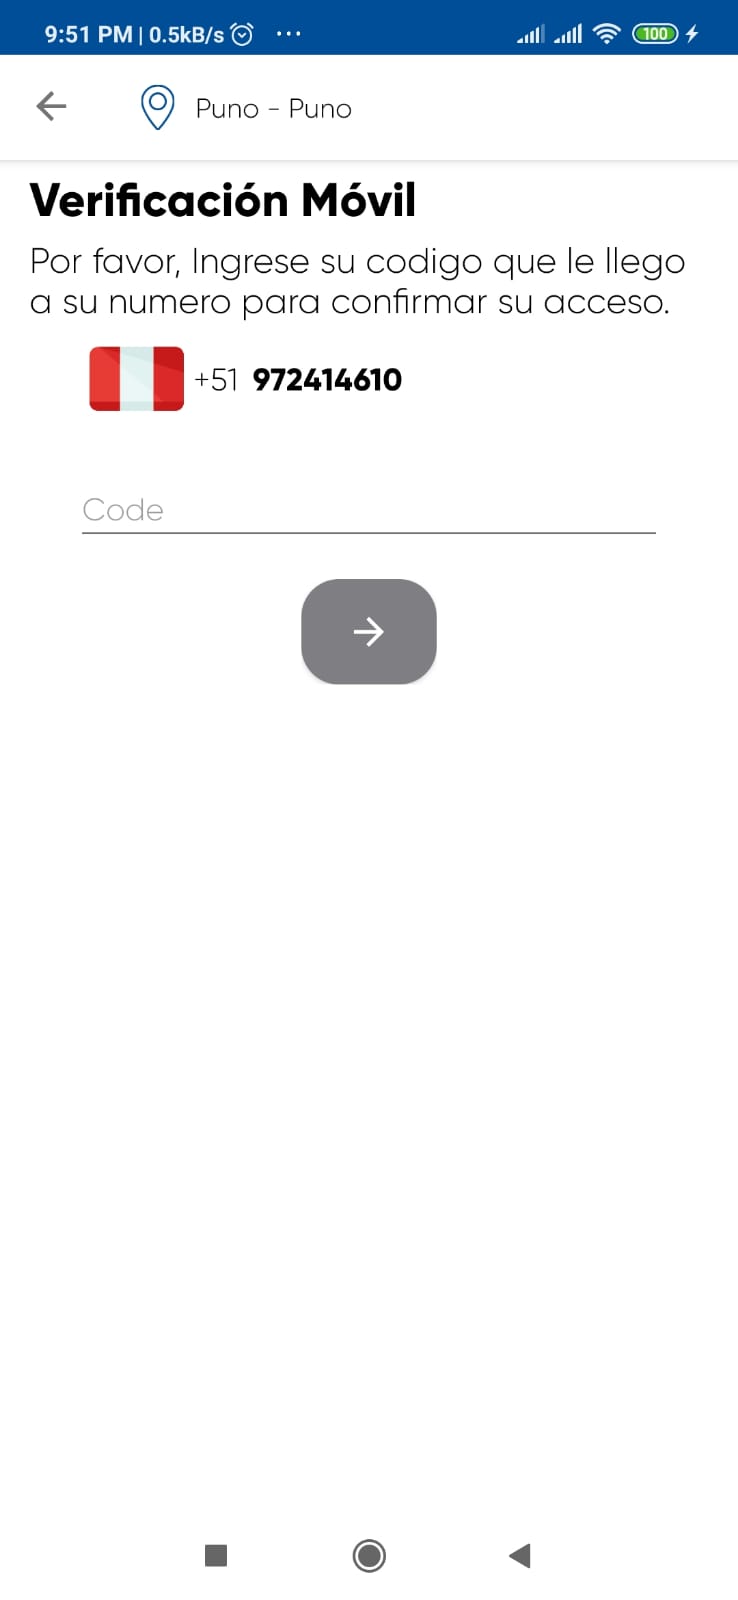 9:51 PM | 0.5kB/s ...
100
Puno - Puno
Verificación Móvil
Por favor, Ingrese su codigo que le llego
a su numero para confirmar su acceso.
+51 972414610
Code